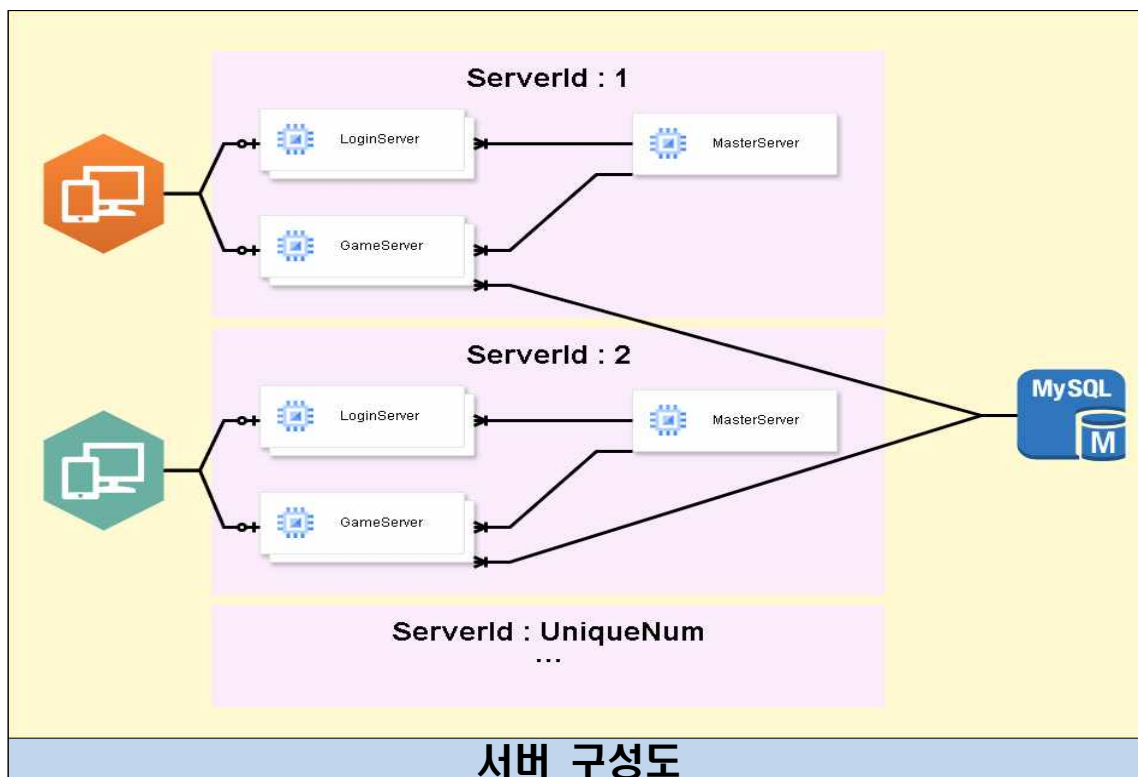 ServerId : 1
LoginServer
MasterServer
GameServer
ServerId : 2
LoginServer
MasterServer
GameServer
MySQL
M
ServerId : UniqueNum
...
서버 구성도